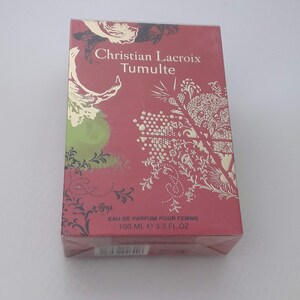 Christian Lacroix
Tumulte
EAU DE PARFUM POUR FEMME
100 ML e 3.3 FL.OZ